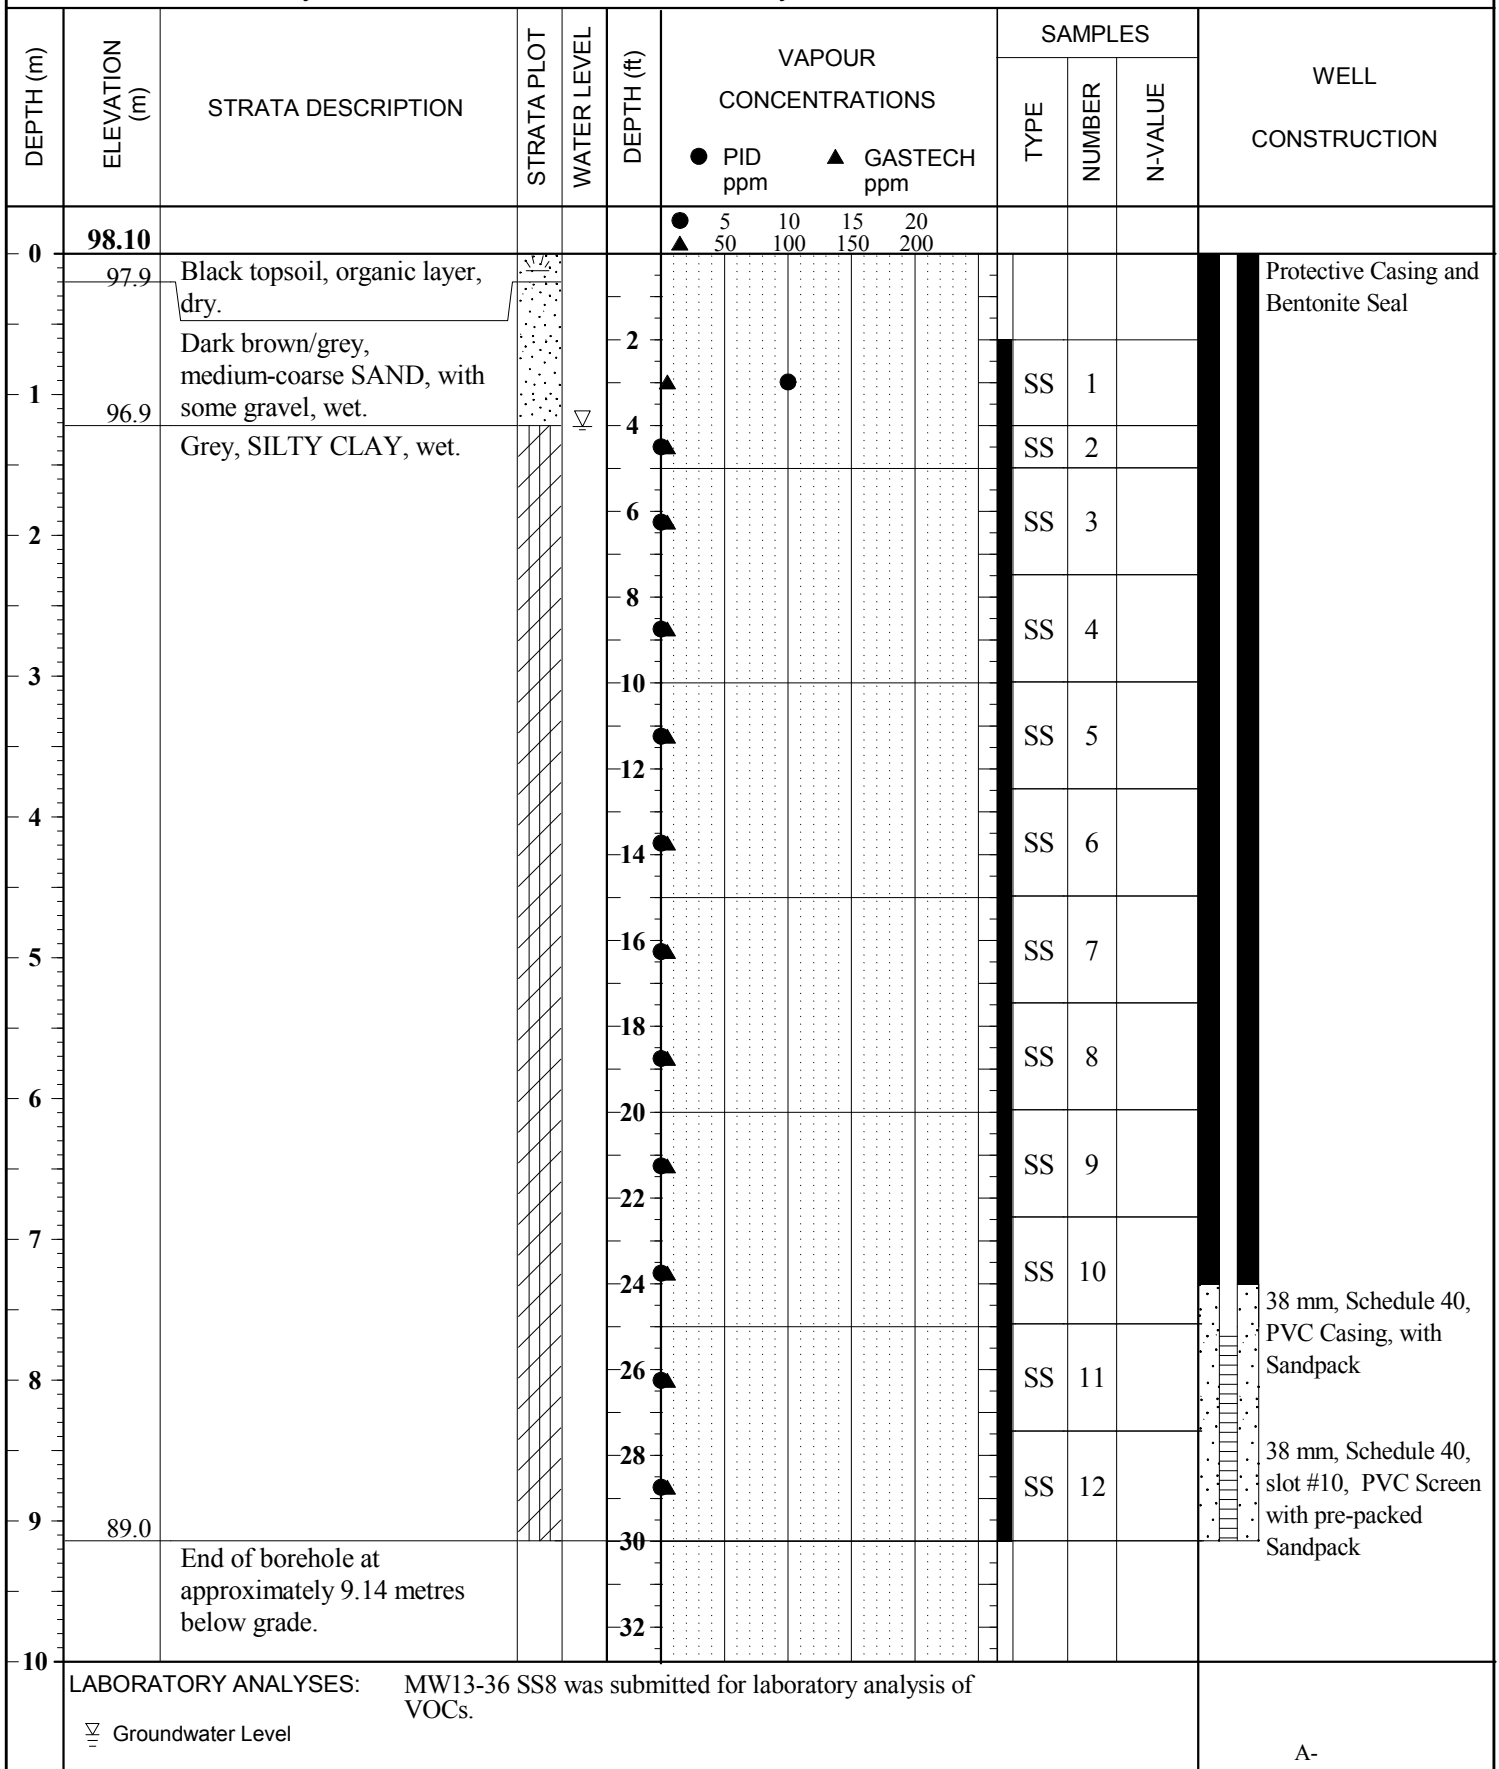 DEPTH (m)
ELEVATION
(m)
STRATA DESCRIPTION
STRATA PLOT
WATER LEVEL
DEPTH (ft)
VAPOUR
CONCENTRATIONS
● PID ▲ GASTECH
ppm ppm
SAMPLES
TYPE
NUMBER
N-VALUE
WELL
CONSTRUCTION
● 5 10 15 20
▲ 50 100 150 200
98.10
0
97.9
Black topsoil, organic layer,
dry.
Protective Casing and
Bentonite Seal
Dark brown/grey,
medium-coarse SAND, with
some gravel, wet.
2
1
SS 1
96.9
4
Grey, SILTY CLAY, wet.
SS 2
6
SS 3
2
8
SS 4
3
10
SS 5
12
4
SS 6
14
16
SS 7
5
18
SS 8
6
20
SS 9
22
7
SS 10
24
38 mm, Schedule 40,
PVC Casing, with
Sandpack
26
8
SS 11
28
38 mm, Schedule 40,
slot #10, PVC Screen
with pre-packed
Sandpack
SS 12
9
89.0
30
End of borehole at
approximately 9.14 metres
below grade.
32
10
LABORATORY ANALYSES: MW13-36 SS8 was submitted for laboratory analysis of
VOCs.
Groundwater Level
A-